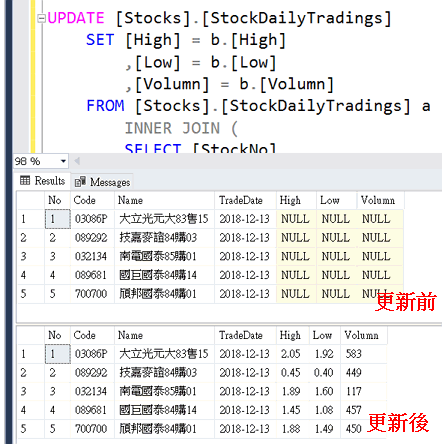 UPDATE [Stocks].[StockDailyTradings]
SET [High] = b.[High]
,[Low] = b.[Low]
,[Volumn] = b.[Volumn]
FROM [Stocks].[StockDailyTradings] a
INNER JOIN (
SELECT [StockNo]
98 %
Results Messages
No Code Name TradeDate High Low Volumn
1 1 03086P 大立光元大83售15 2018-12-13 NULL NULL NULL
2 2 089292 技嘉麥證84購03 2018-12-13 NULL NULL NULL
3 3 032134 南電國泰85購01 2018-12-13 NULL NULL NULL
4 4 089681 國巨國泰84購14 2018-12-13 NULL NULL NULL
5 5 700700 頎邦國泰84購01 2018-12-13 NULL NULL NULL
更新前
No Code Name TradeDate High Low Volumn
1 1 03086P 大立光元大83售15 2018-12-13 2.05 1.92 583
2 2 089292 技嘉麥證84購03 2018-12-13 0.45 0.40 449
3 3 032134 南電國泰85購01 2018-12-13 1.89 1.60 117
4 4 089681 國巨國泰84購14 2018-12-13 1.45 1.08 457
5 5 700700 頎邦國泰84購01 2018-12-13 1.88 1.49 450
更新後